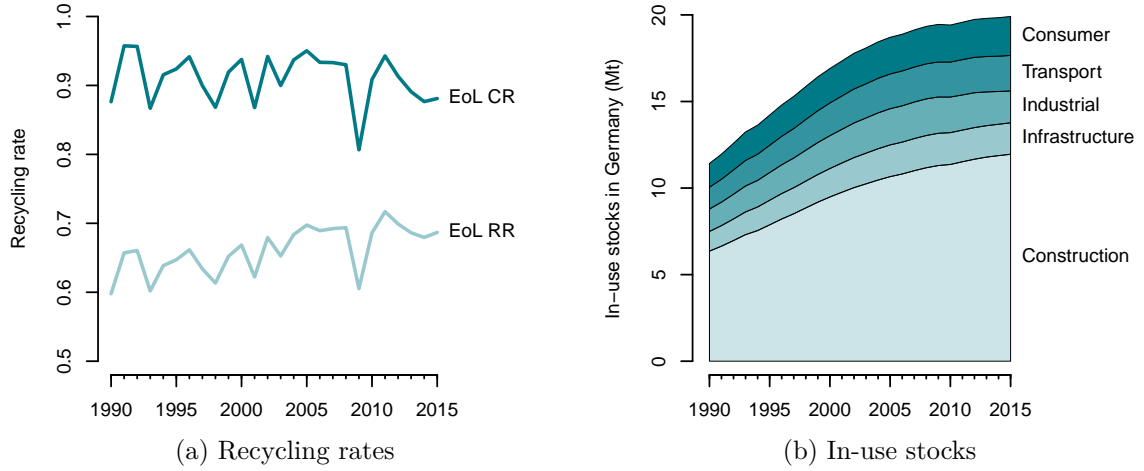 Recycling rate
1.0
0.9
0.8
0.7
0.6
0.5
EoL CR
EoL RR
1990 1995 2000 2005 2010 2015
(a) Recycling rates
In−use stocks in Germany (Mt)
20
15
10
5
0
Consumer
Transport
Industrial
Infrastructure
Construction
1990 1995 2000 2005 2010 2015
(b) In-use stocks